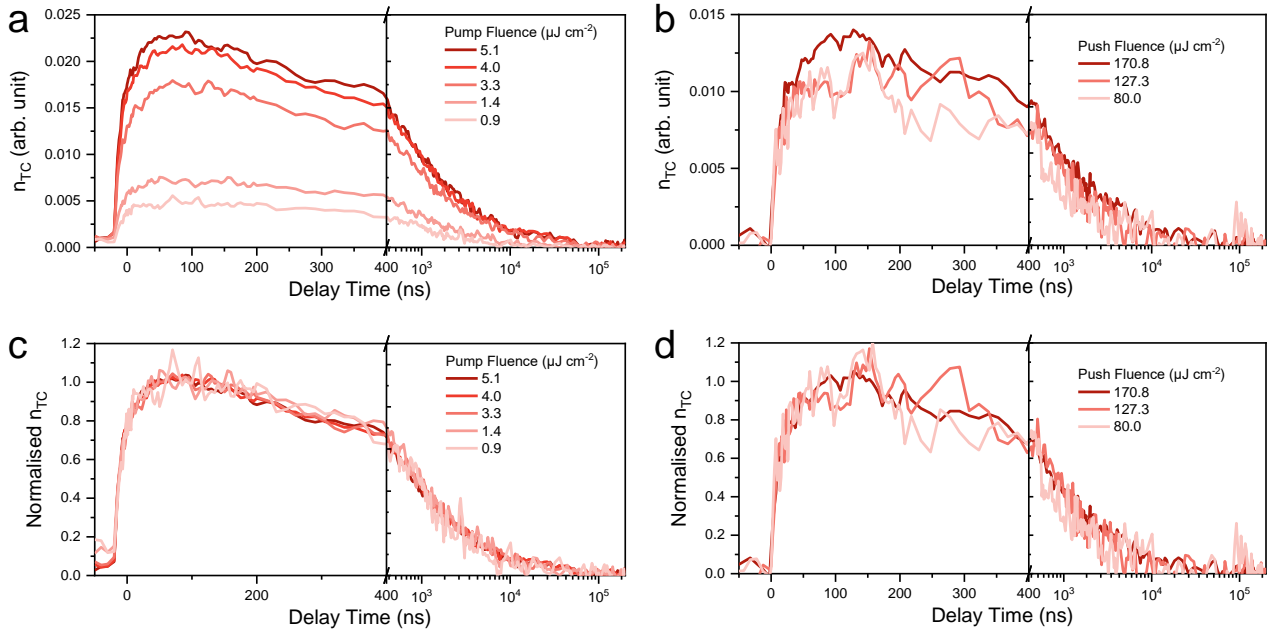 a
n_TC (arb. unit)
0.025
0.020
0.015
0.010
0.005
0.000
Pump Fluence (µJ cm⁻²)
5.1
4.0
3.3
1.4
0.9
0 100 200 300 400 10³ 10⁴ 10⁵
Delay Time (ns)
b
n_TC (arb. unit)
0.015
0.010
0.005
0.000
Push Fluence (µJ cm⁻²)
170.8
127.3
80.0
0 100 200 300 400 10³ 10⁴ 10⁵
Delay Time (ns)
c
Normalised n_TC
1.2
1.0
0.8
0.6
0.4
0.2
0.0
Pump Fluence (µJ cm⁻²)
5.1
4.0
3.3
1.4
0.9
0 200 400 10³ 10⁴ 10⁵
Delay Time (ns)
d
Normalised n_TC
1.2
1.0
0.8
0.6
0.4
0.2
0.0
Push Fluence (µJ cm⁻²)
170.8
127.3
80.0
0 100 200 300 400 10³ 10⁴ 10⁵
Delay Time (ns)